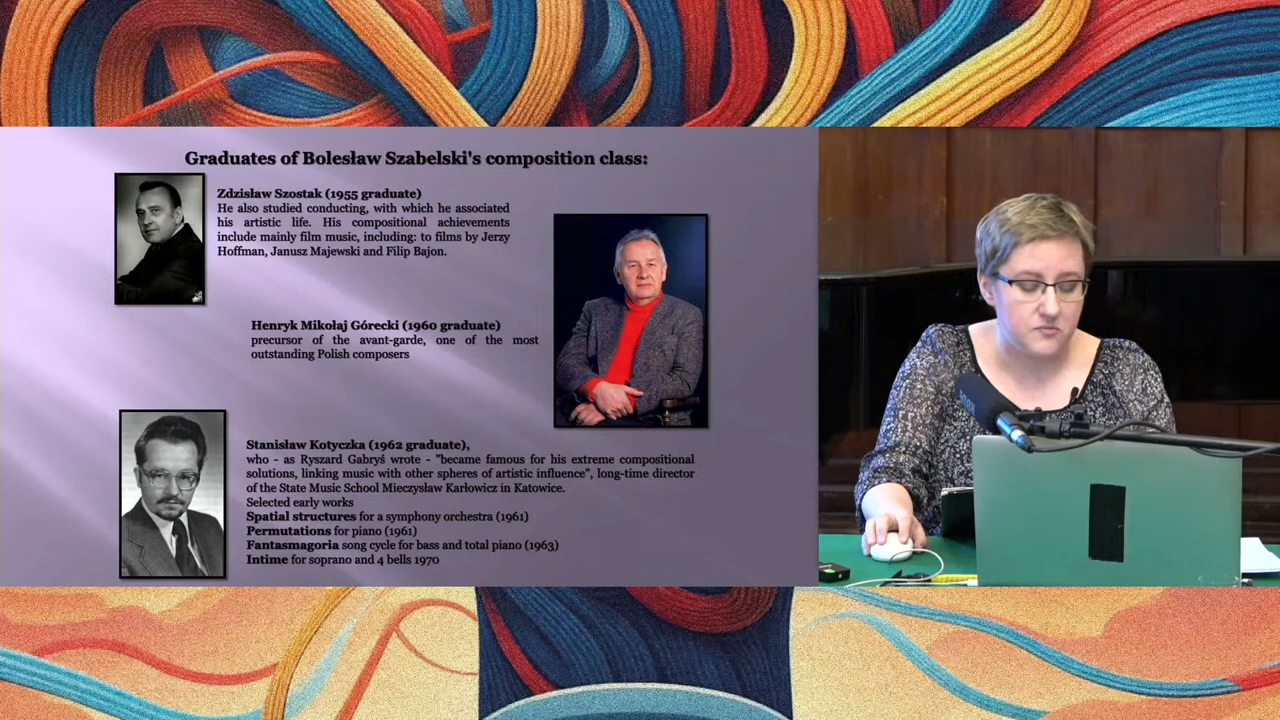 Graduates of Bolesław Szabelski's composition class:
Zdzisław Szostak (1955 graduate)
He also studied conducting, with which he associated
his artistic life. His compositional achievements
include mainly film music, including: to films by Jerzy
Hoffman, Janusz Majewski and Filip Bajon.
Henryk Mikołaj Górecki (1960 graduate)
precursor of the avant-garde, one of the most
outstanding Polish composers
Stanisław Kotyczka (1962 graduate),
who - as Ryszard Gabryś wrote - "became famous for his extreme compositional
solutions, linking music with other spheres of artistic influence", long-time director
of the State Music School Mieczysław Karłowicz in Katowice.
Selected early works
Spatial structures for a symphony orchestra (1961)
Permutations for piano (1961)
Fantasmagoria song cycle for bass and total piano (1963)
Intime for soprano and 4 bells 1970